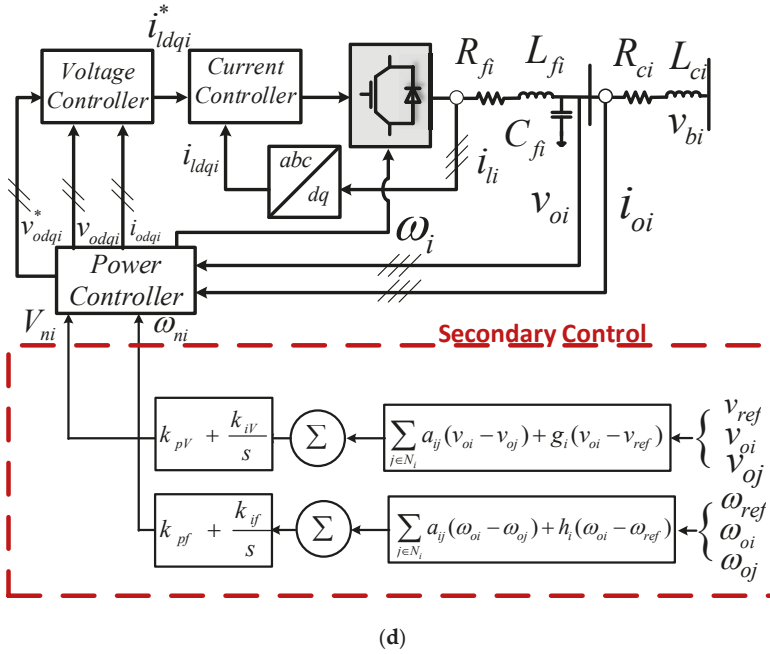 i*ldqi
Voltage Controller
Current Controller
Rfi
Lfi
Rci
Lci
Cfi
vbi
ildqi
abc
dq
ili
voi
ioi
v*odqi
vodqi
iodqi
ωi
Power Controller
Vni
ωni
Secondary Control
kpV + kiV/s
Σ
∑j∈Ni aij(voi − voj) + gi(voi − vref)
{ vref
voi
voj
kpf + kif/s
Σ
∑j∈Ni aij(ωoi − ωoj) + hi(ωoi − ωref)
{ ωref
ωoi
ωoj
(d)